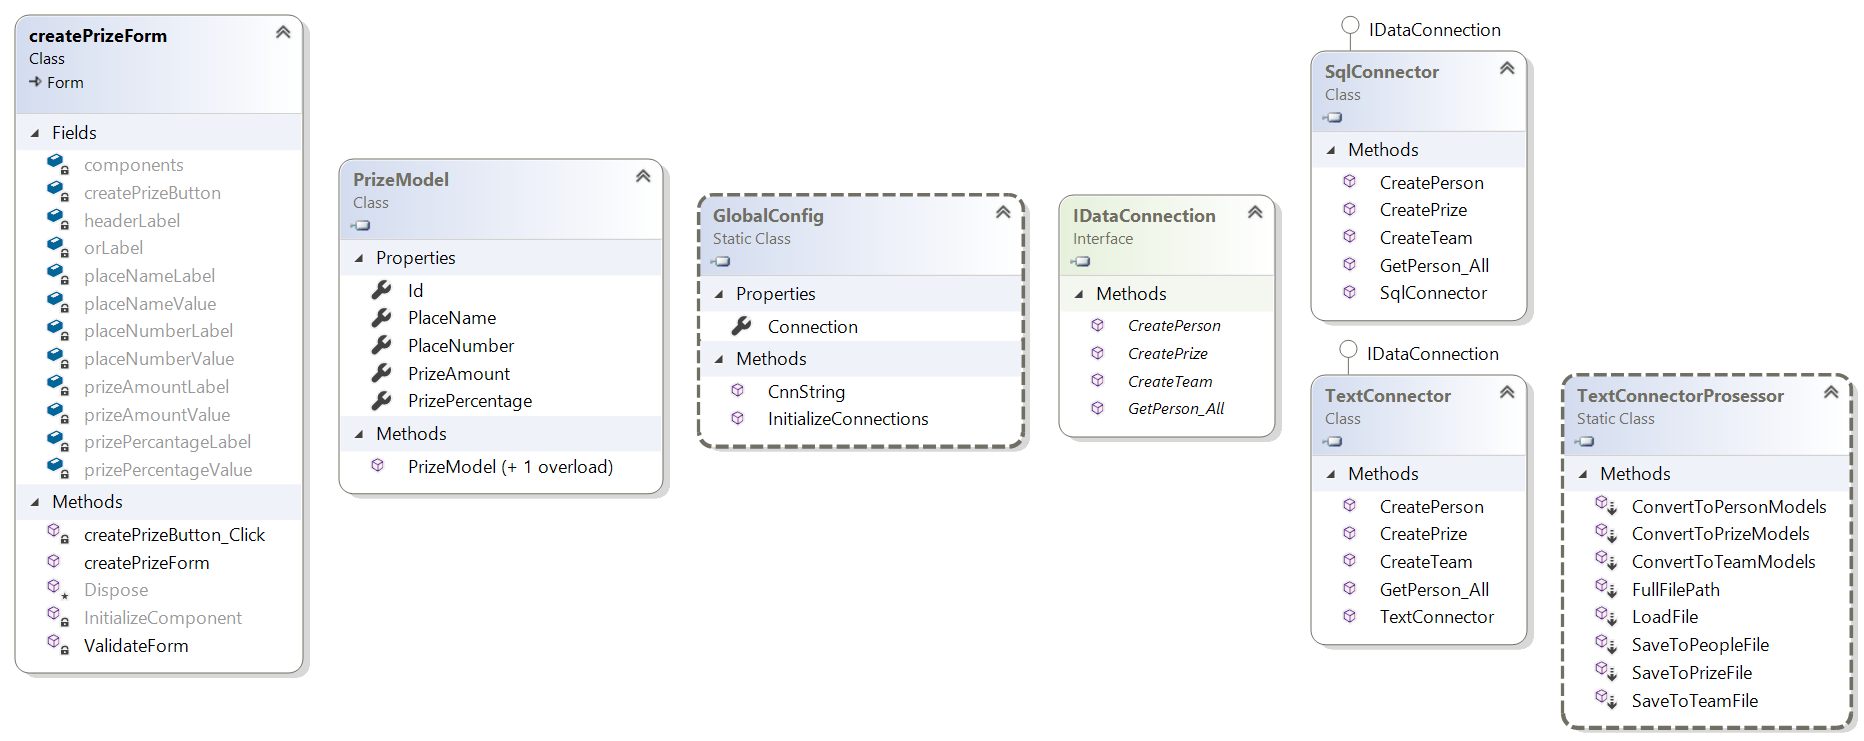 createPrizeForm
Class
Form
Fields
components
createPrizeButton
headerLabel
orLabel
placeNameLabel
placeNameValue
placeNumberLabel
placeNumberValue
prizeAmountLabel
prizeAmountValue
prizePercantageLabel
prizePercentageValue
Methods
createPrizeButton_Click
createPrizeForm
Dispose
InitializeComponent
ValidateForm
PrizeModel
Class
Properties
Id
PlaceName
PlaceNumber
PrizeAmount
PrizePercentage
Methods
PrizeModel (+ 1 overload)
GlobalConfig
Static Class
Properties
Connection
Methods
CnnString
InitializeConnections
IDataConnection
Interface
Methods
CreatePerson
CreatePrize
CreateTeam
GetPerson_All
IDataConnection
SqlConnector
Class
Methods
CreatePerson
CreatePrize
CreateTeam
GetPerson_All
SqlConnector
IDataConnection
TextConnector
Class
Methods
CreatePerson
CreatePrize
CreateTeam
GetPerson_All
TextConnector
TextConnectorProsessor
Static Class
Methods
ConvertToPersonModels
ConvertToPrizeModels
ConvertToTeamModels
FullFilePath
LoadFile
SaveToPeopleFile
SaveToPrizeFile
SaveToTeamFile